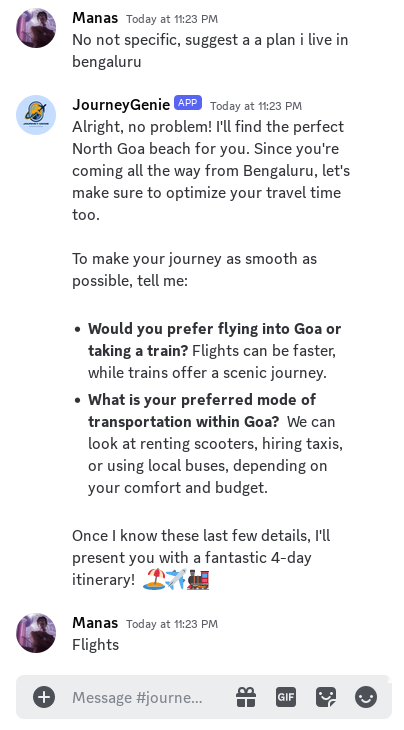 Manas Today at 11:23 PM
No not specific, suggest a a plan i live in
bengaluru
JourneyGenie APP Today at 11:23 PM
Alright, no problem! I'll find the perfect
North Goa beach for you. Since you're
coming all the way from Bengaluru, let's
make sure to optimize your travel time
too.
To make your journey as smooth as
possible, tell me:
• Would you prefer flying into Goa or
taking a train? Flights can be faster,
while trains offer a scenic journey.
• What is your preferred mode of
transportation within Goa? We can
look at renting scooters, hiring taxis,
or using local buses, depending on
your comfort and budget.
Once I know these last few details, I'll
present you with a fantastic 4-day
itinerary! 🏖️✈️🚂
Manas Today at 11:23 PM
Flights
Message #journe... GIF